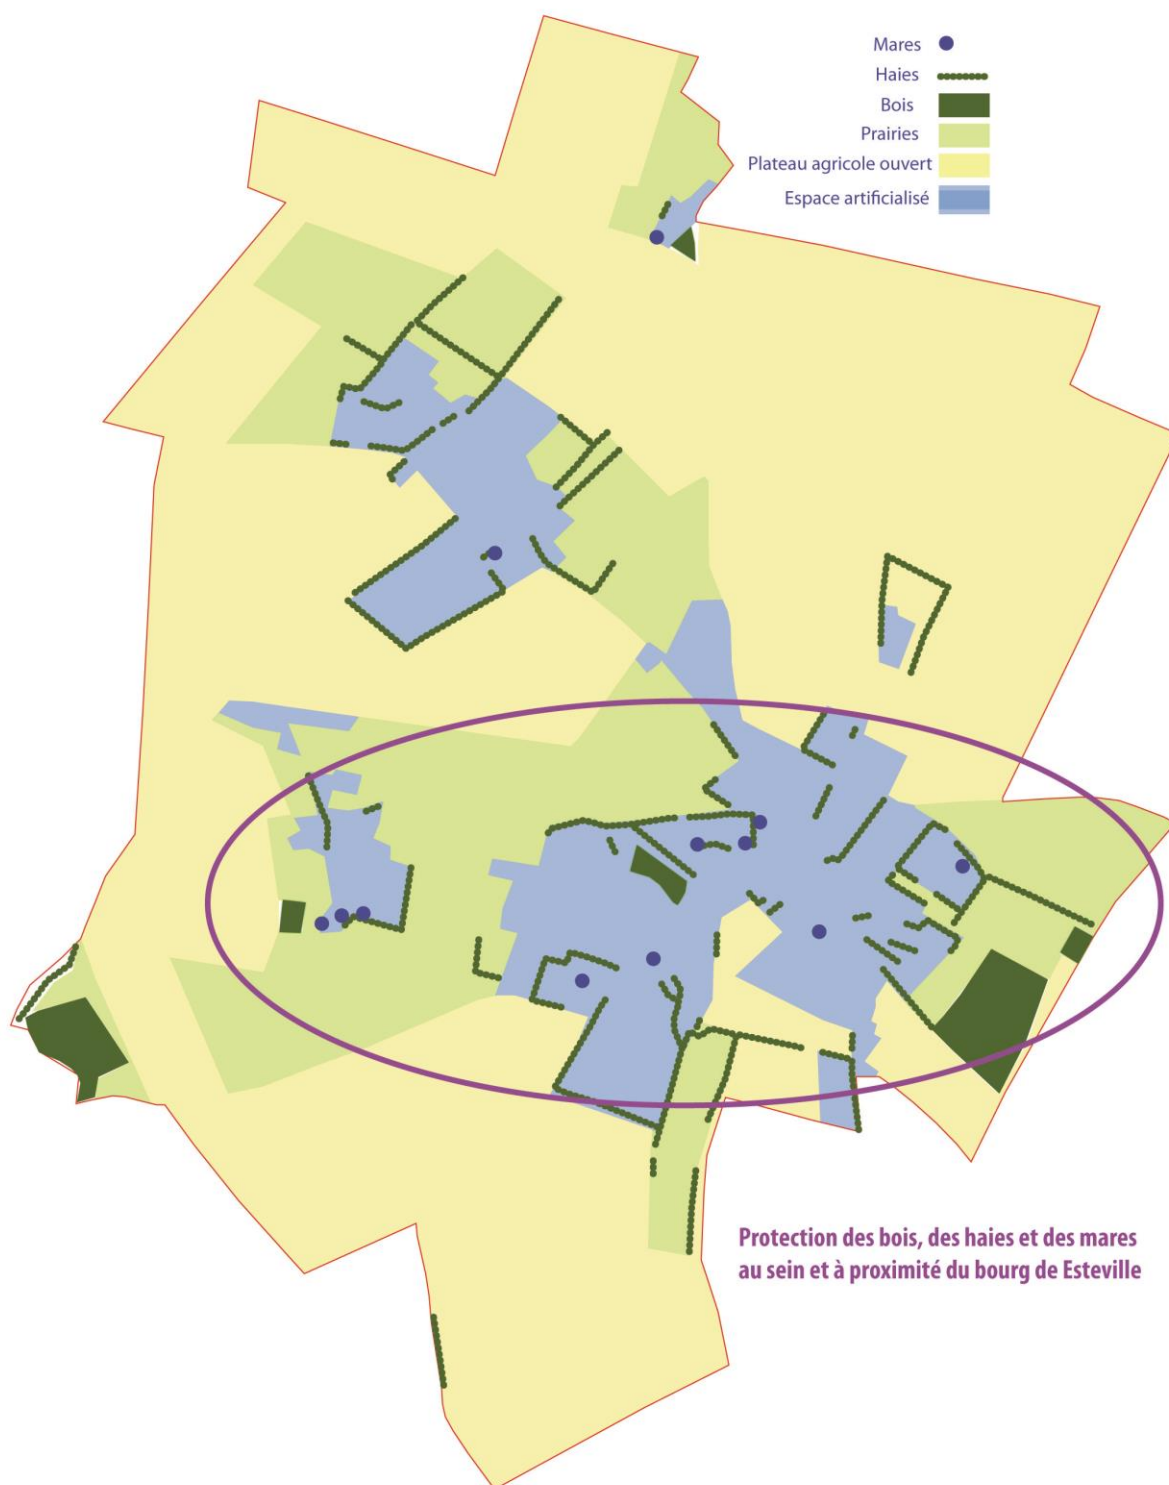 Mares
Haies
Bois
Prairies
Plateau agricole ouvert
Espace artificialisé
Protection des bois, des haies et des mares
au sein et à proximité du bourg de Esteville